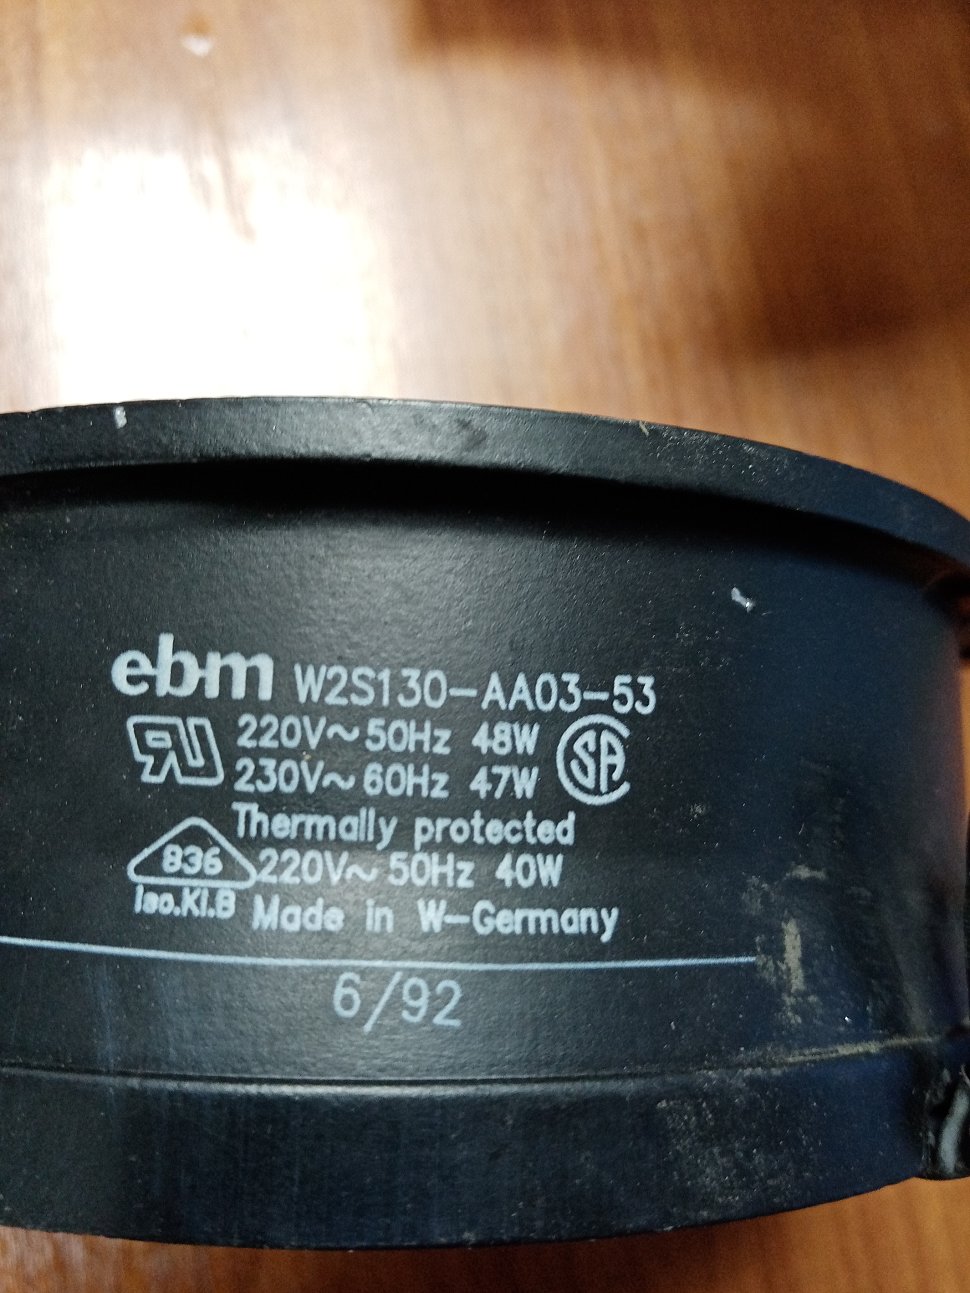 ebm W2S130-AA03-53
220V~50Hz 48W
230V~60Hz 47W
Thermally protected
836 220V~50Hz 40W
Iso.Kl.B Made in W-Germany
6/92